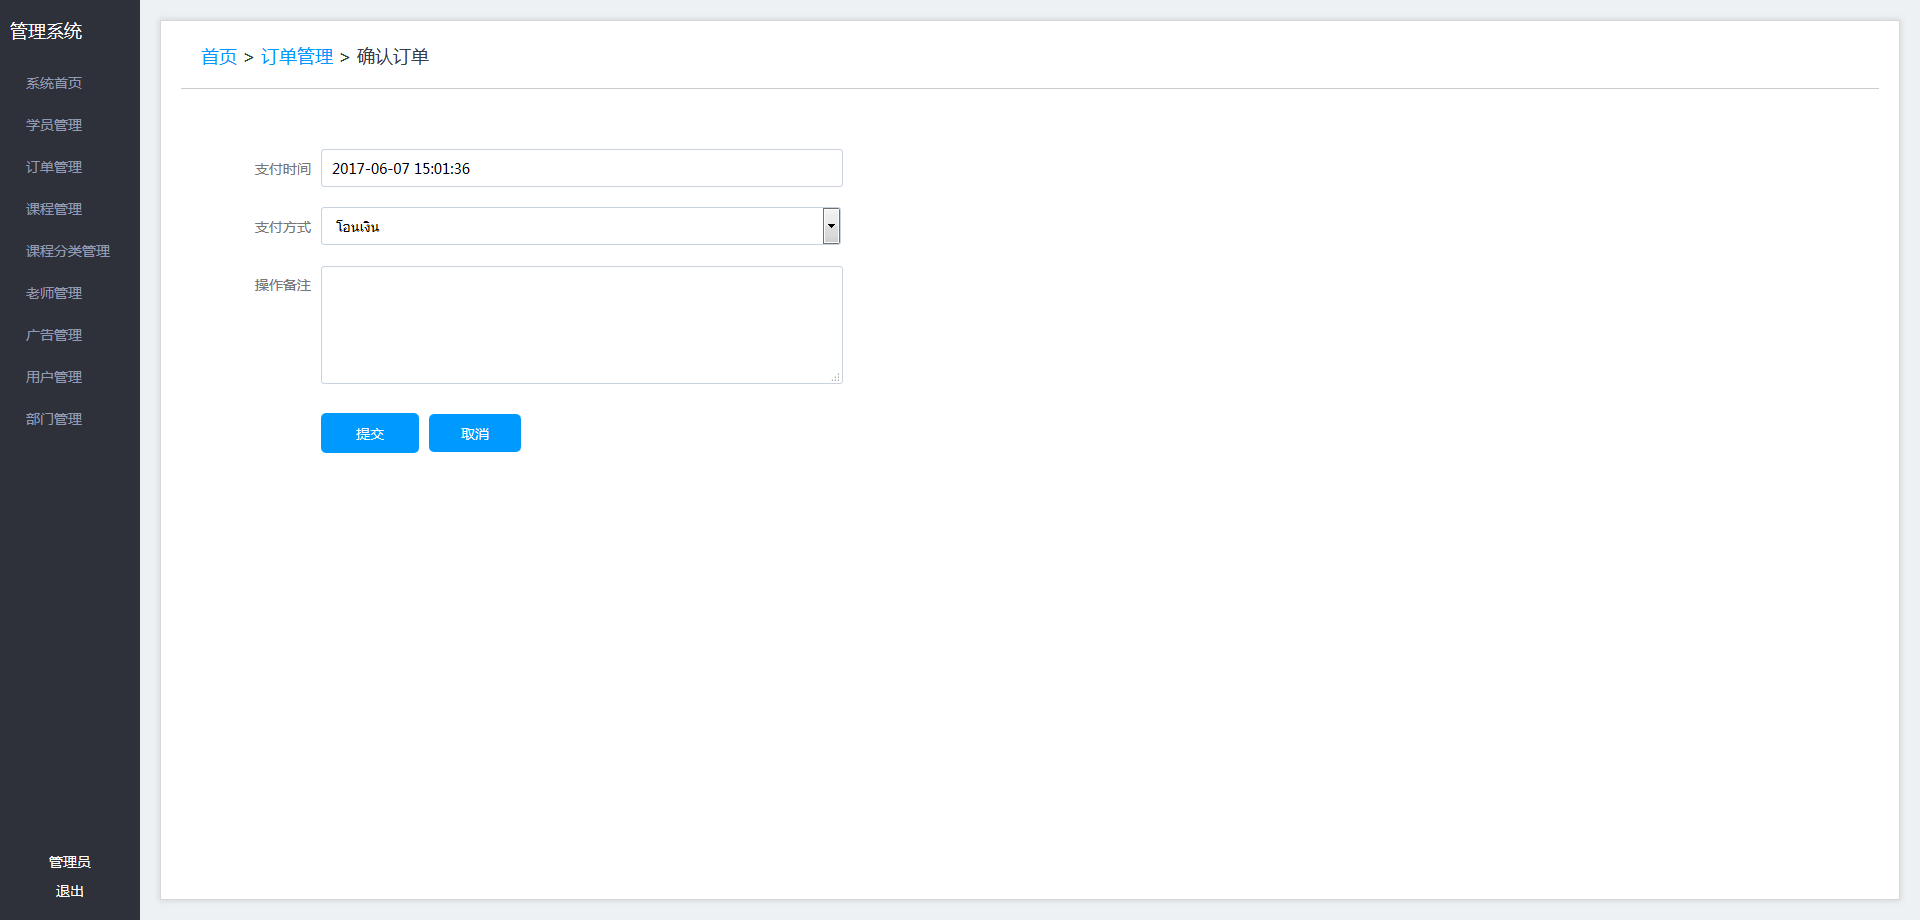 管理系统
系统首页
学员管理
订单管理
课程管理
课程分类管理
老师管理
广告管理
用户管理
部门管理
管理员
退出
首页 > 订单管理 > 确认订单
支付时间 2017-06-07 15:01:36
支付方式 โอนเงิน
操作备注
提交 取消